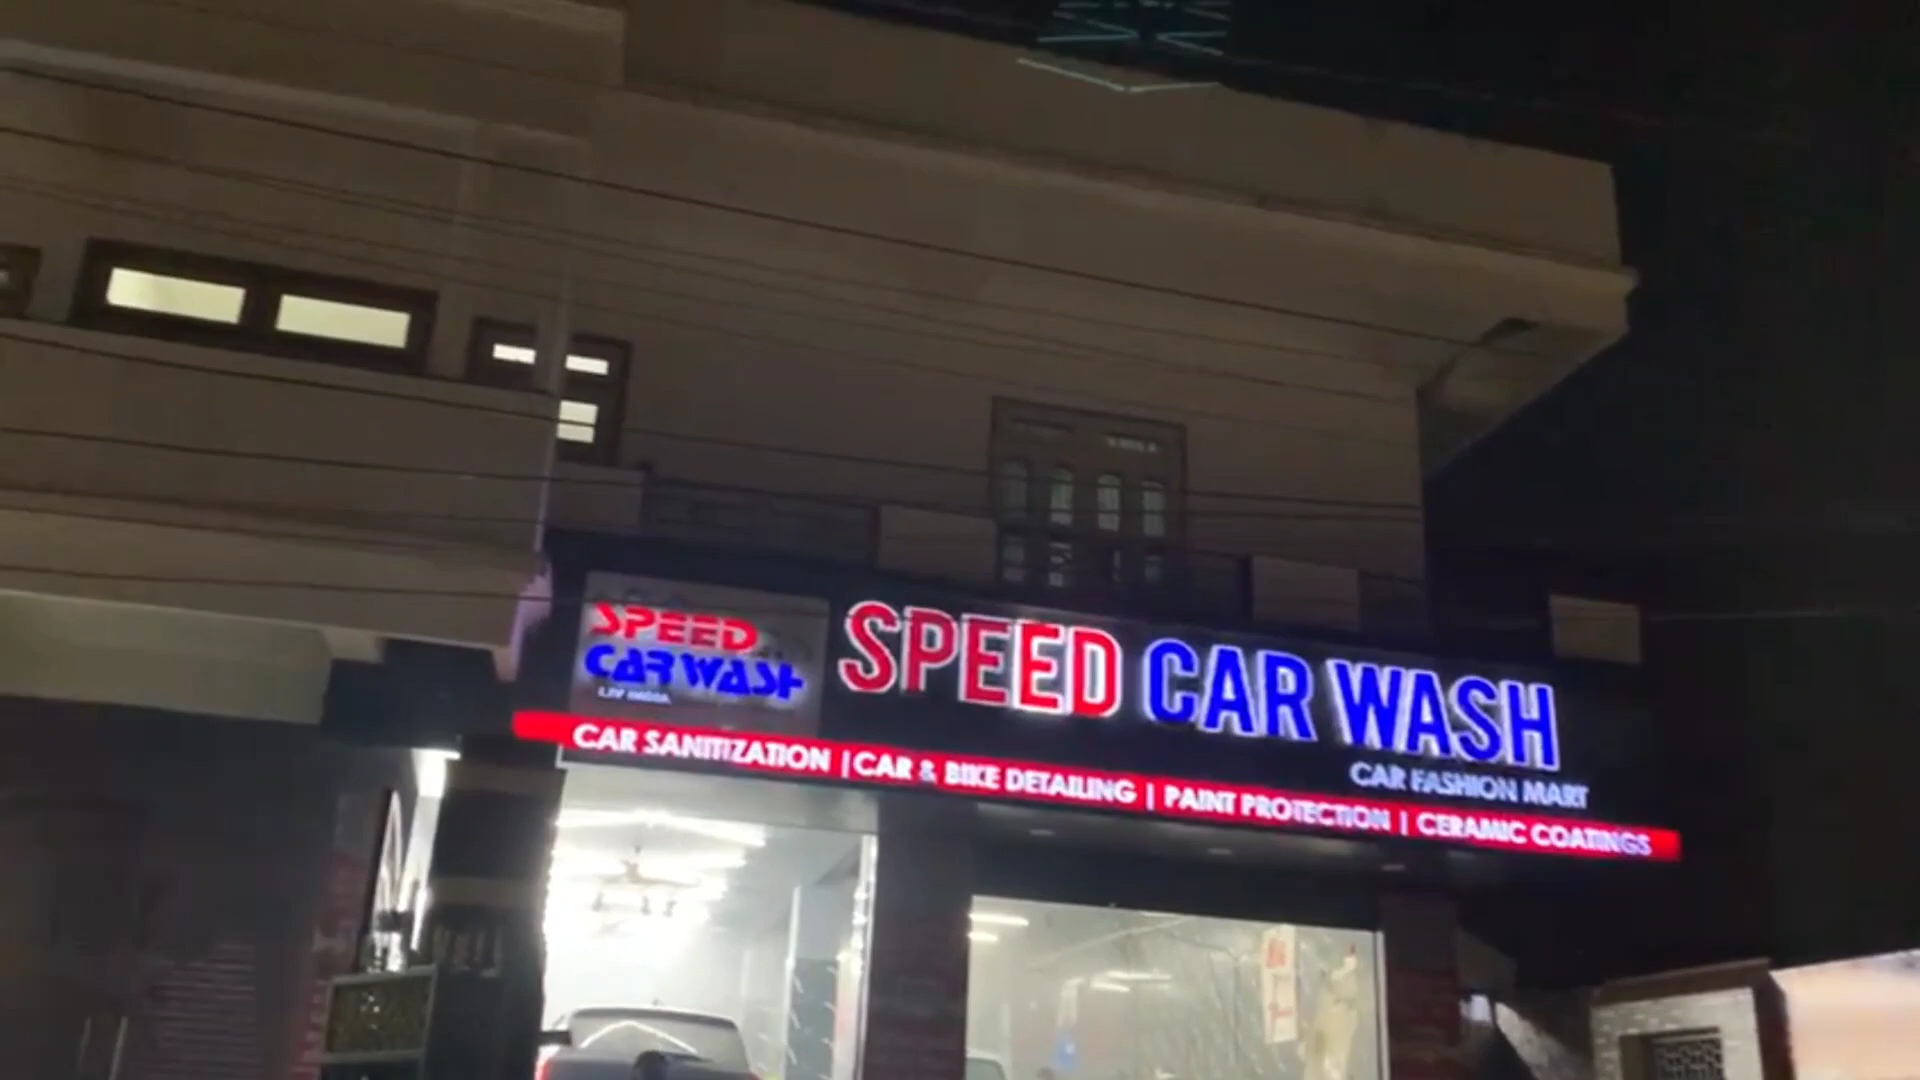 SPEED
CAR WASH
SPEED CAR WASH
CAR FASHION MART
CAR SANITIZATION | CAR & BIKE DETAILING | PAINT PROTECTION | CERAMIC COATINGS